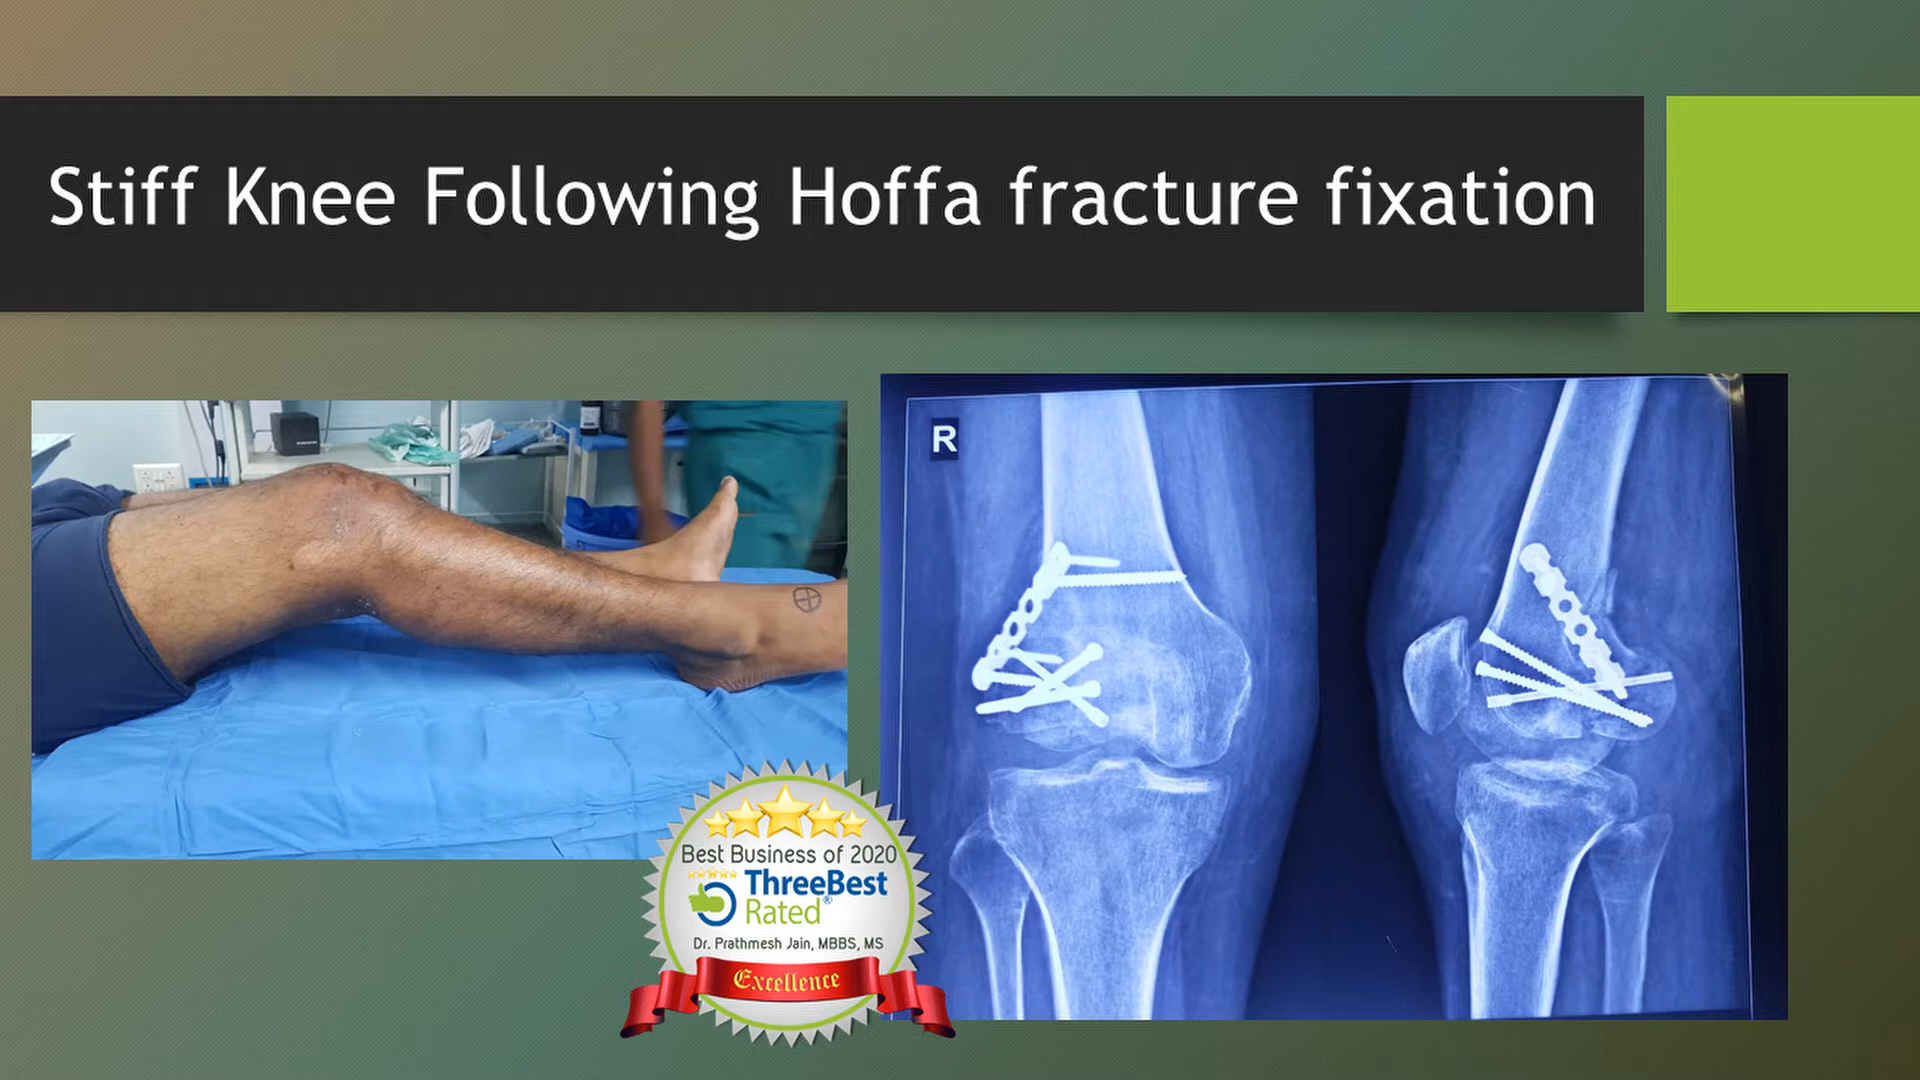 Stiff Knee Following Hoffa fracture fixation
R
Best Business of 2020
ThreeBest
Rated®
Dr. Prathmesh Jain, MBBS, MS
Excellence